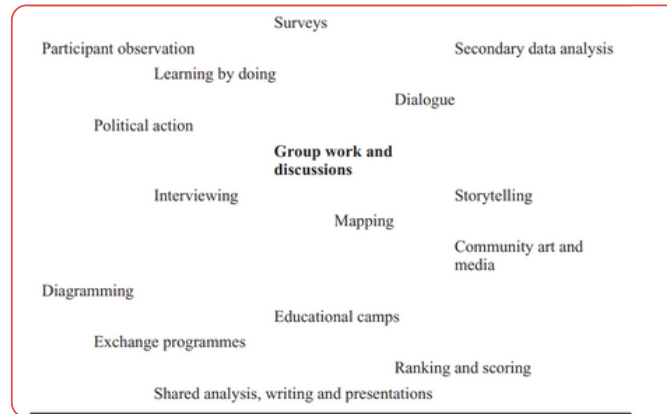 Surveys
Participant observation
Secondary data analysis
Learning by doing
Dialogue
Political action
Group work and
discussions
Interviewing
Storytelling
Mapping
Community art and
media
Diagramming
Educational camps
Exchange programmes
Ranking and scoring
Shared analysis, writing and presentations